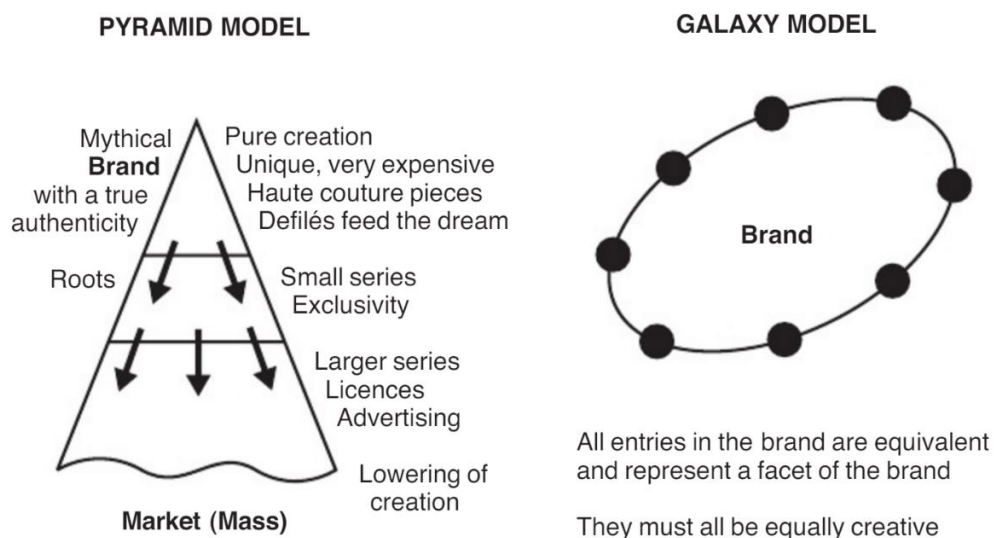 PYRAMID MODEL
Mythical
Brand
with a true
authenticity
Pure creation
Unique, very expensive
Haute couture pieces
Defilés feed the dream
Roots
Small series
Exclusivity
Larger series
Licences
Advertising
Lowering of
creation
Market (Mass)
GALAXY MODEL
Brand
All entries in the brand are equivalent
and represent a facet of the brand
They must all be equally creative